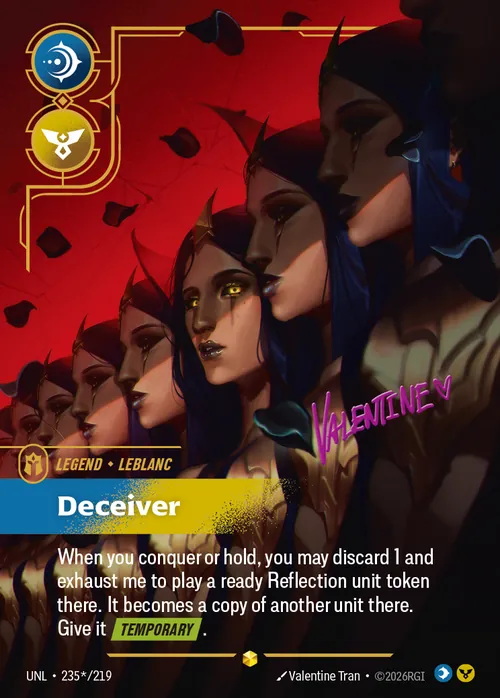 VALENTINE
LEGEND • LEBLANC
Deceiver
When you conquer or hold, you may discard 1 and
exhaust me to play a ready Reflection unit token
there. It becomes a copy of another unit there.
Give it TEMPORARY.
UNL • 235*/219 Valentine Tran • ©2026RGI